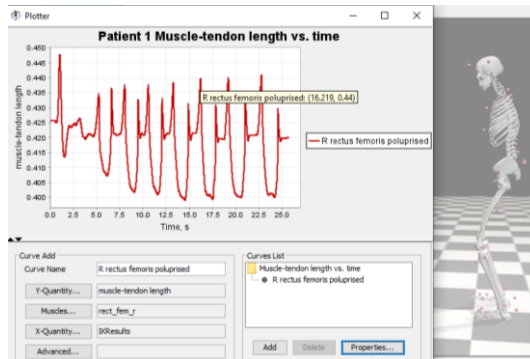 Plotter
Patient 1 Muscle-tendon length vs. time
0.450
0.445
0.440
0.435
0.430
0.425
0.420
0.415
0.410
0.405
0.400
muscle-tendon length
R rectus femoris poluprised: (16.219, 0.44)
R rectus femoris poluprised
0.0 2.5 5.0 7.5 10.0 12.5 15.0 17.5 20.0 22.5 25.0
Time, s
Curve Add
Curve Name R rectus femoris poluprised
Y-Quantity... muscle-tendon length
Muscles... rect_fem_r
X-Quantity... IKResults
Advanced...
Curves List
Muscle-tendon length vs. time
R rectus femoris poluprised
Add Delete Properties...